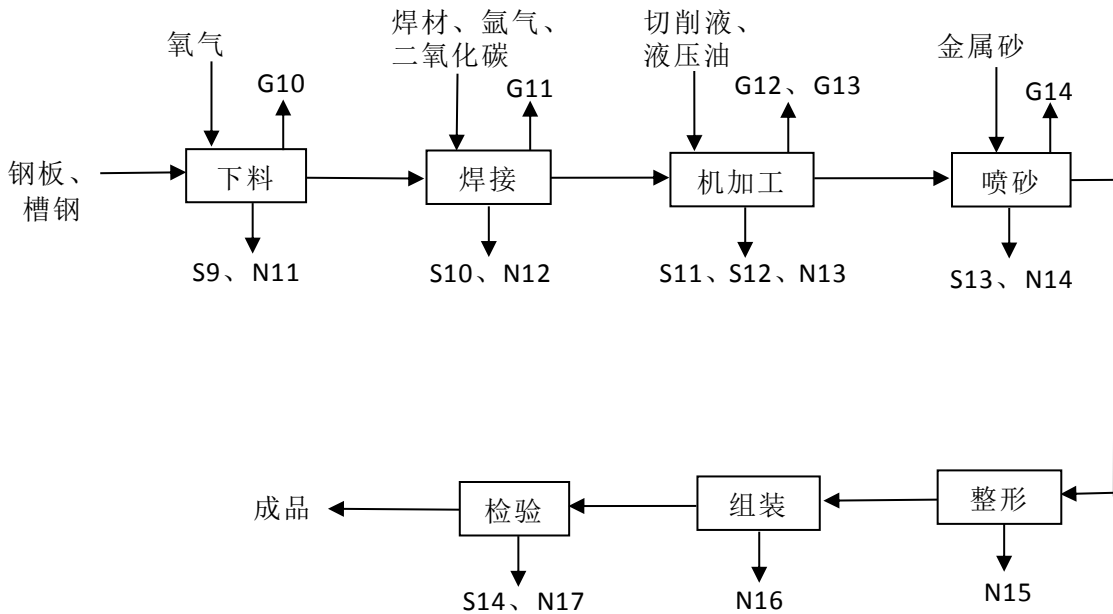 氧气
焊材、氩气、
二氧化碳
切削液、
液压油
金属砂
G10
G11
G12、G13
G14
钢板、
槽钢
下料
焊接
机加工
喷砂
S9、N11
S10、N12
S11、S12、N13
S13、N14
成品
检验
组装
整形
S14、N17
N16
N15